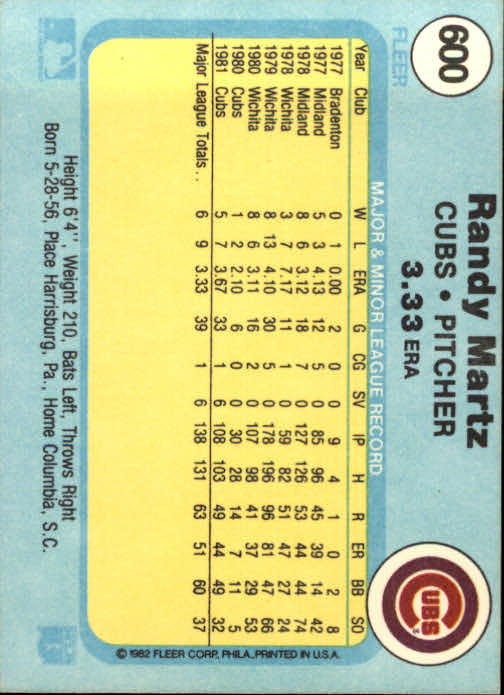 600
FLEER
Randy Martz
CUBS • PITCHER
3.33 ERA
CUBS
MAJOR & MINOR LEAGUE RECORD
Year Club W L ERA G CG SV IP H R ER BB SO
1977 Bradenton 0 1 0.00 2 0 0 9 4 1 0 2 8
1977 Midland 5 3 4.13 12 5 0 85 96 45 39 14 42
1978 Midland 8 6 3.12 18 7 0 127 126 53 44 44 74
1978 Wichita 3 7 7.17 11 1 0 59 82 51 47 27 24
1979 Wichita 8 13 4.10 30 5 0 178 196 96 81 47 66
1980 Wichita 8 6 3.11 16 2 0 107 98 41 37 29 53
1980 Cubs 1 2 2.10 6 0 0 30 28 14 7 11 5
1981 Cubs 5 7 3.67 33 1 6 108 103 49 44 49 32
Major League Totals . . 6 9 3.33 39 1 6 138 131 63 51 60 37
Height 6'4", Weight 210, Bats Left, Throws Right
Born 5-28-56, Place Harrisburg, Pa., Home Columbia, S.C.
© 1982 FLEER CORP., PHILA., PRINTED IN U.S.A.